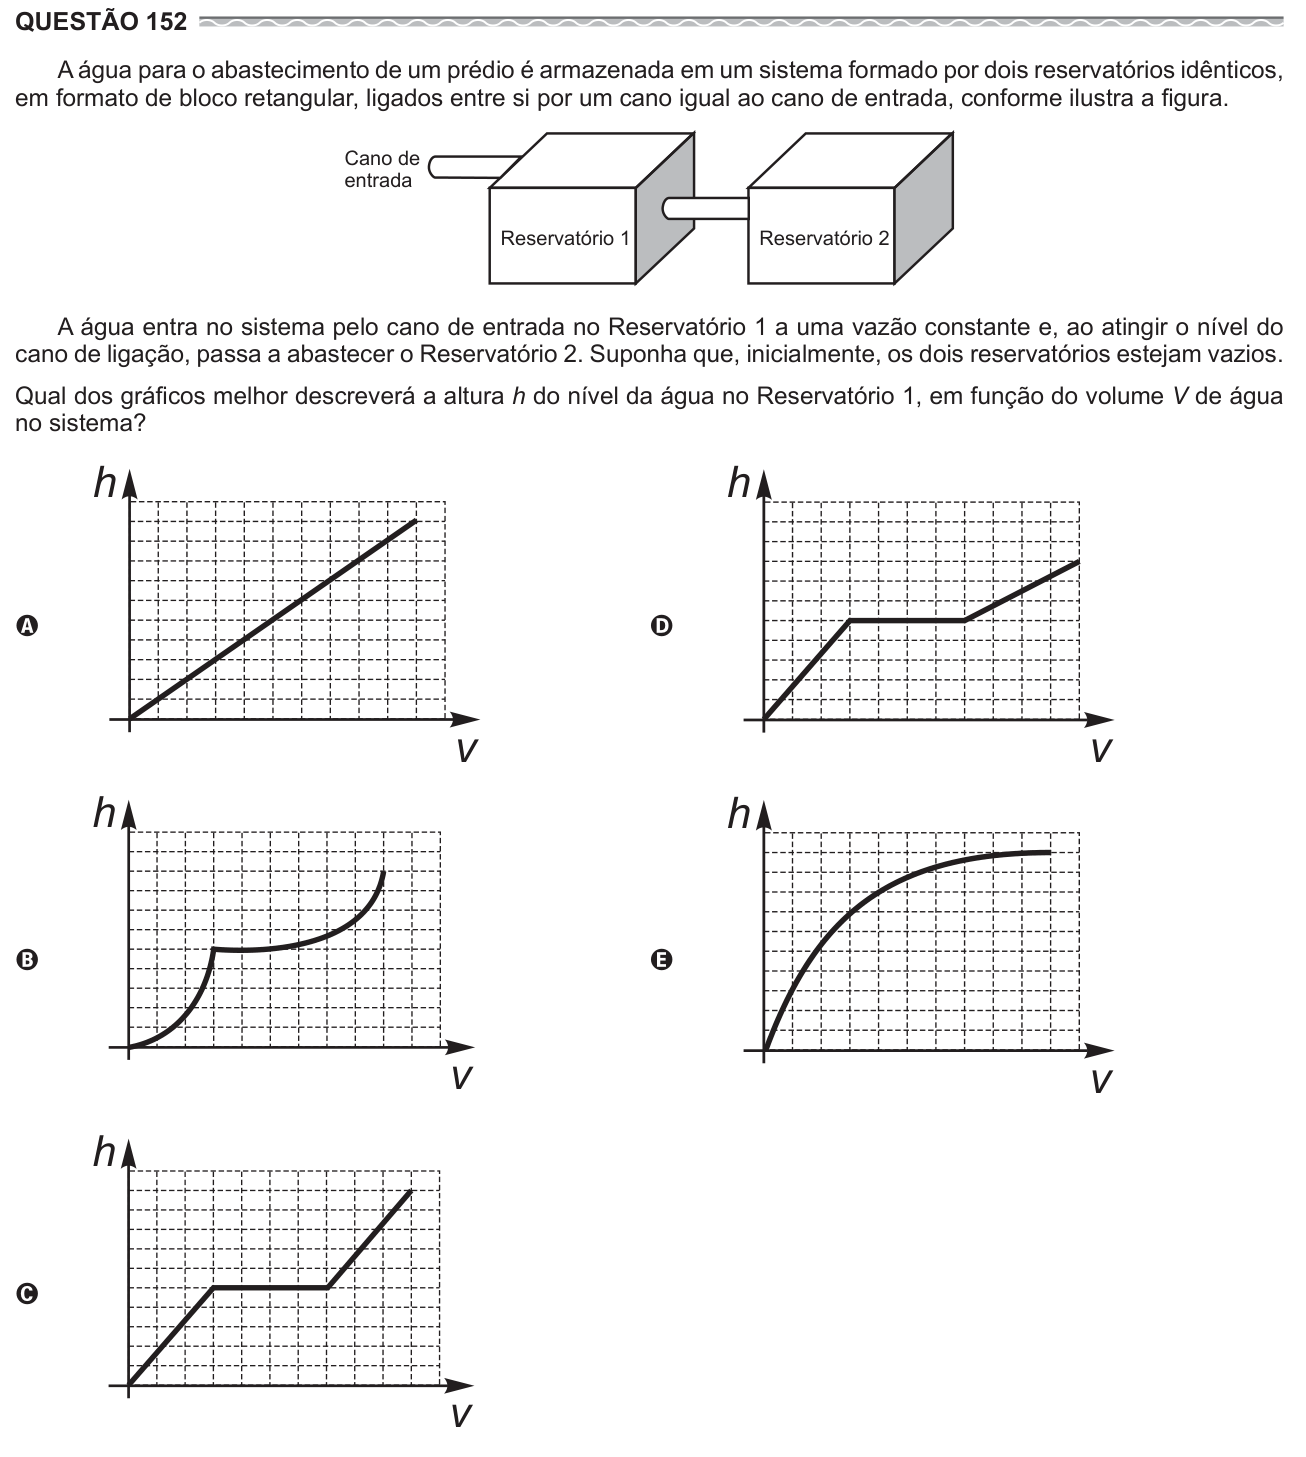 QUESTÃO 152
A água para o abastecimento de um prédio é armazenada em um sistema formado por dois reservatórios idênticos,
em formato de bloco retangular, ligados entre si por um cano igual ao cano de entrada, conforme ilustra a figura.
Cano de
entrada
Reservatório 1
Reservatório 2
A água entra no sistema pelo cano de entrada no Reservatório 1 a uma vazão constante e, ao atingir o nível do
cano de ligação, passa a abastecer o Reservatório 2. Suponha que, inicialmente, os dois reservatórios estejam vazios.
Qual dos gráficos melhor descreverá a altura h do nível da água no Reservatório 1, em função do volume V de água
no sistema?
h
A
V
h
B
V
h
C
V
h
D
V
h
E
V